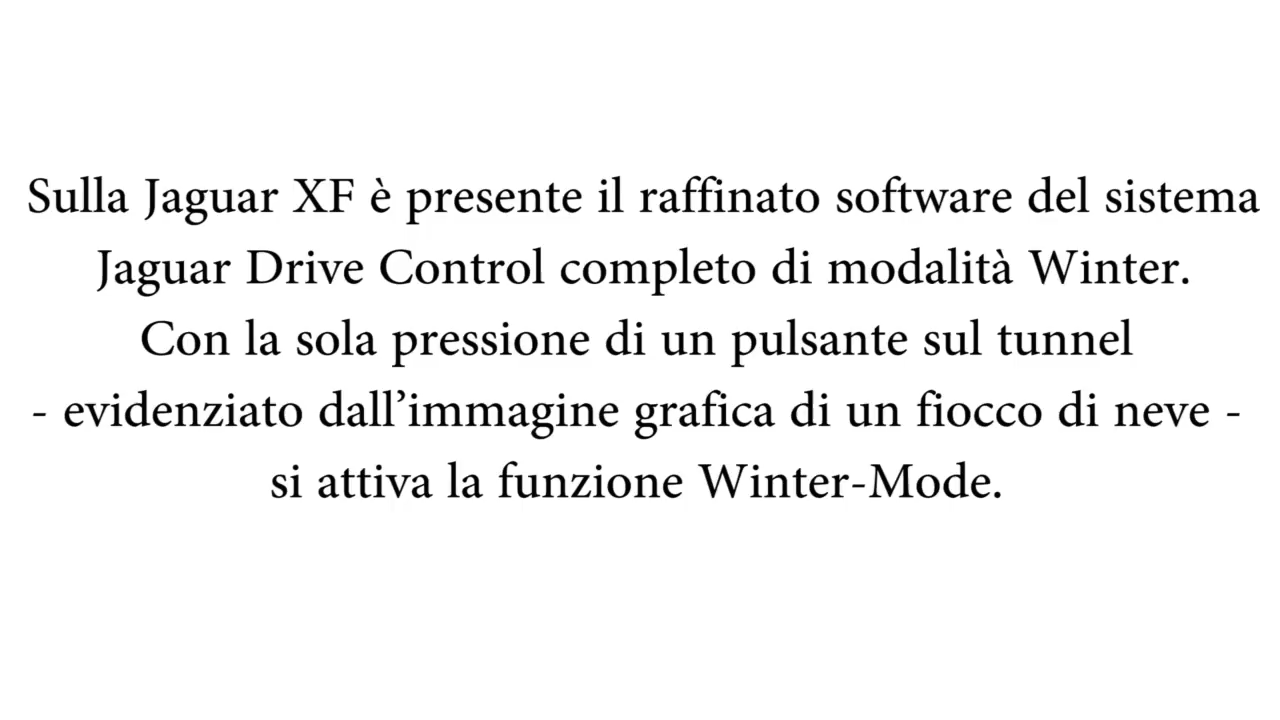 Sulla Jaguar XF è presente il raffinato software del sistema
Jaguar Drive Control completo di modalità Winter.
Con la sola pressione di un pulsante sul tunnel
- evidenziato dall’immagine grafica di un fiocco di neve -
si attiva la funzione Winter-Mode.